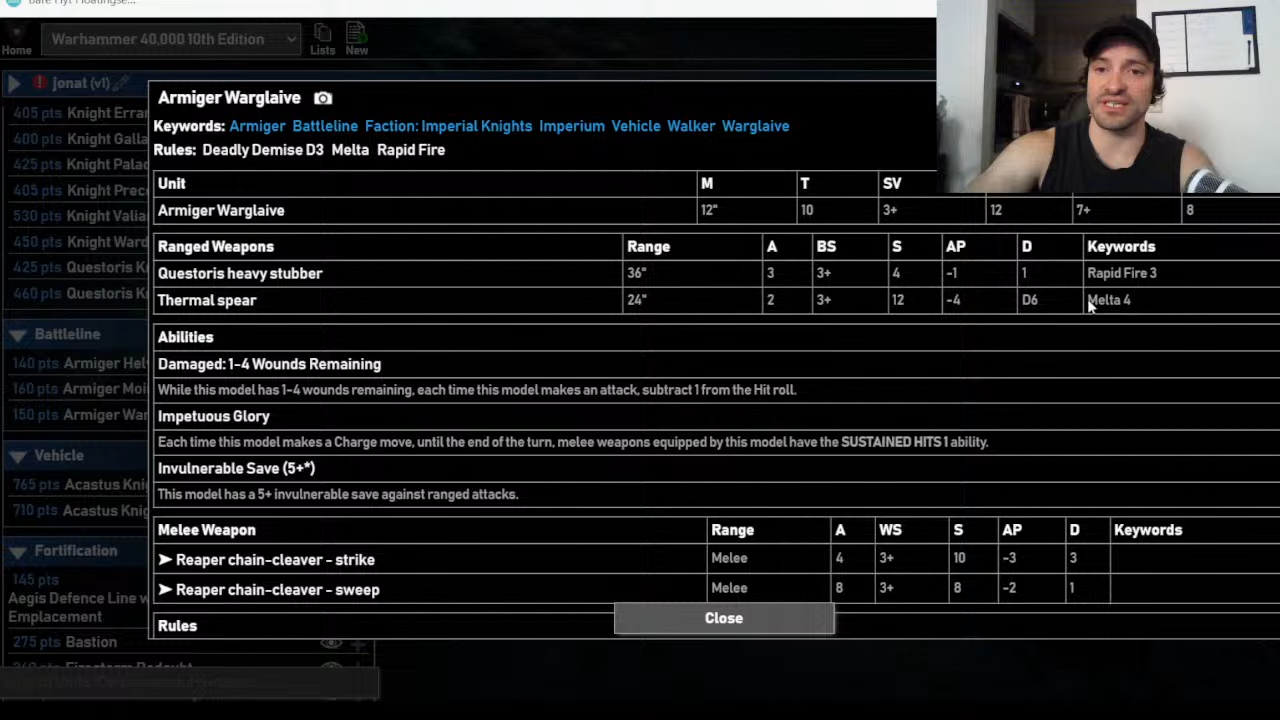 Warhammer 40,000 10th Edition
Home
Lists
New
jonat (v1)
405 pts Knight Erra
400 pts Knight Galla
425 pts Knight Palad
405 pts Knight Prece
530 pts Knight Valia
450 pts Knight Ward
425 pts Questoris K
460 pts Questoris K
Battleline
140 pts Armiger Hel
160 pts Armiger Moi
150 pts Armiger War
Vehicle
765 pts Acastus Kni
710 pts Acastus Knig
Fortification
145 pts
Aegis Defence Line w
Emplacement
275 pts Bastion
Armiger Warglaive
Keywords: Armiger Battleline Faction: Imperial Knights Imperium Vehicle Walker Warglaive
Rules: Deadly Demise D3 Melta Rapid Fire
Unit M T SV
Armiger Warglaive 12" 10 3+ 12 7+ 8
Ranged Weapons Range A BS S AP D Keywords
Questoris heavy stubber 36" 3 3+ 4 -1 1 Rapid Fire 3
Thermal spear 24" 2 3+ 12 -4 D6 Melta 4
Abilities
Damaged: 1-4 Wounds Remaining
While this model has 1-4 wounds remaining, each time this model makes an attack, subtract 1 from the Hit roll.
Impetuous Glory
Each time this model makes a Charge move, until the end of the turn, melee weapons equipped by this model have the SUSTAINED HITS 1 ability.
Invulnerable Save (5+*)
This model has a 5+ invulnerable save against ranged attacks.
Melee Weapon Range A WS S AP D Keywords
➤ Reaper chain-cleaver - strike Melee 4 3+ 10 -3 3
➤ Reaper chain-cleaver - sweep Melee 8 3+ 8 -2 1
Rules
Close